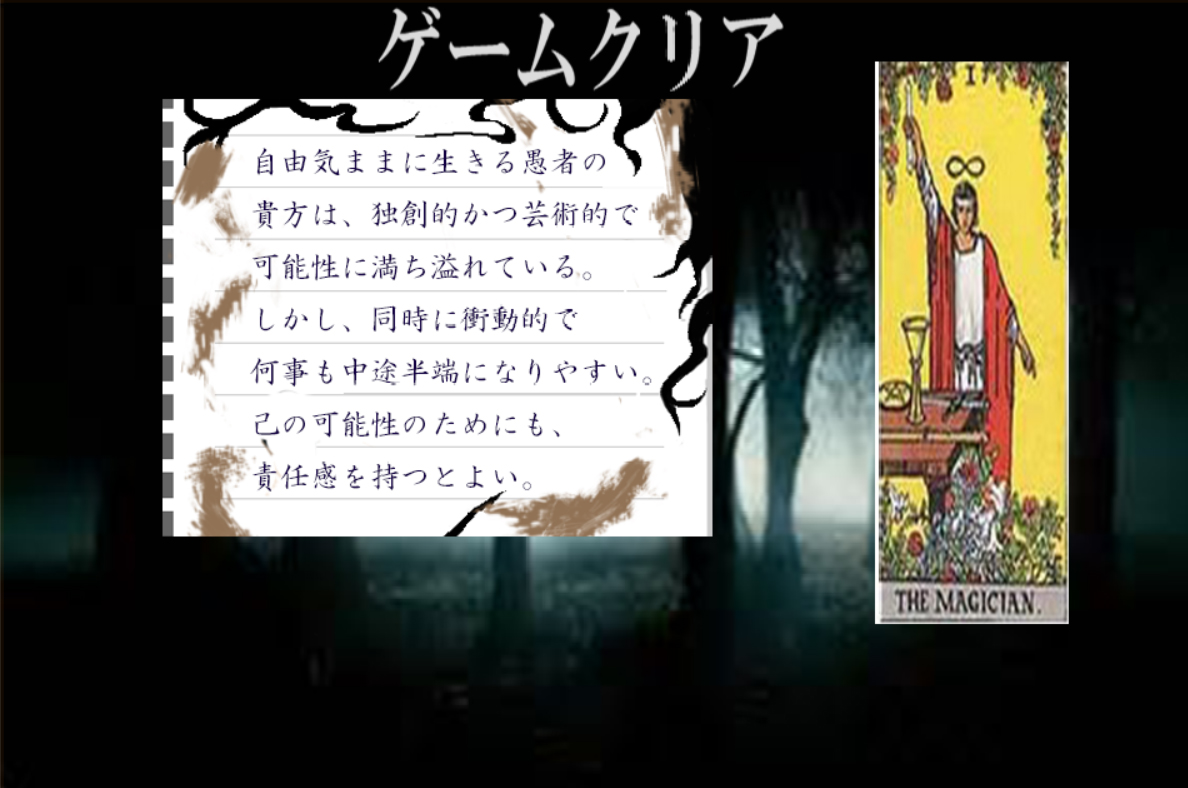 ゲームクリア
自由気ままに生きる愚者の
貴方は、独創的かつ芸術的で
可能性に満ち溢れている。
しかし、同時に衝動的で
何事も中途半端になりやすい。
己の可能性のためにも、
責任感を持つとよい。
I
THE MAGICIAN.